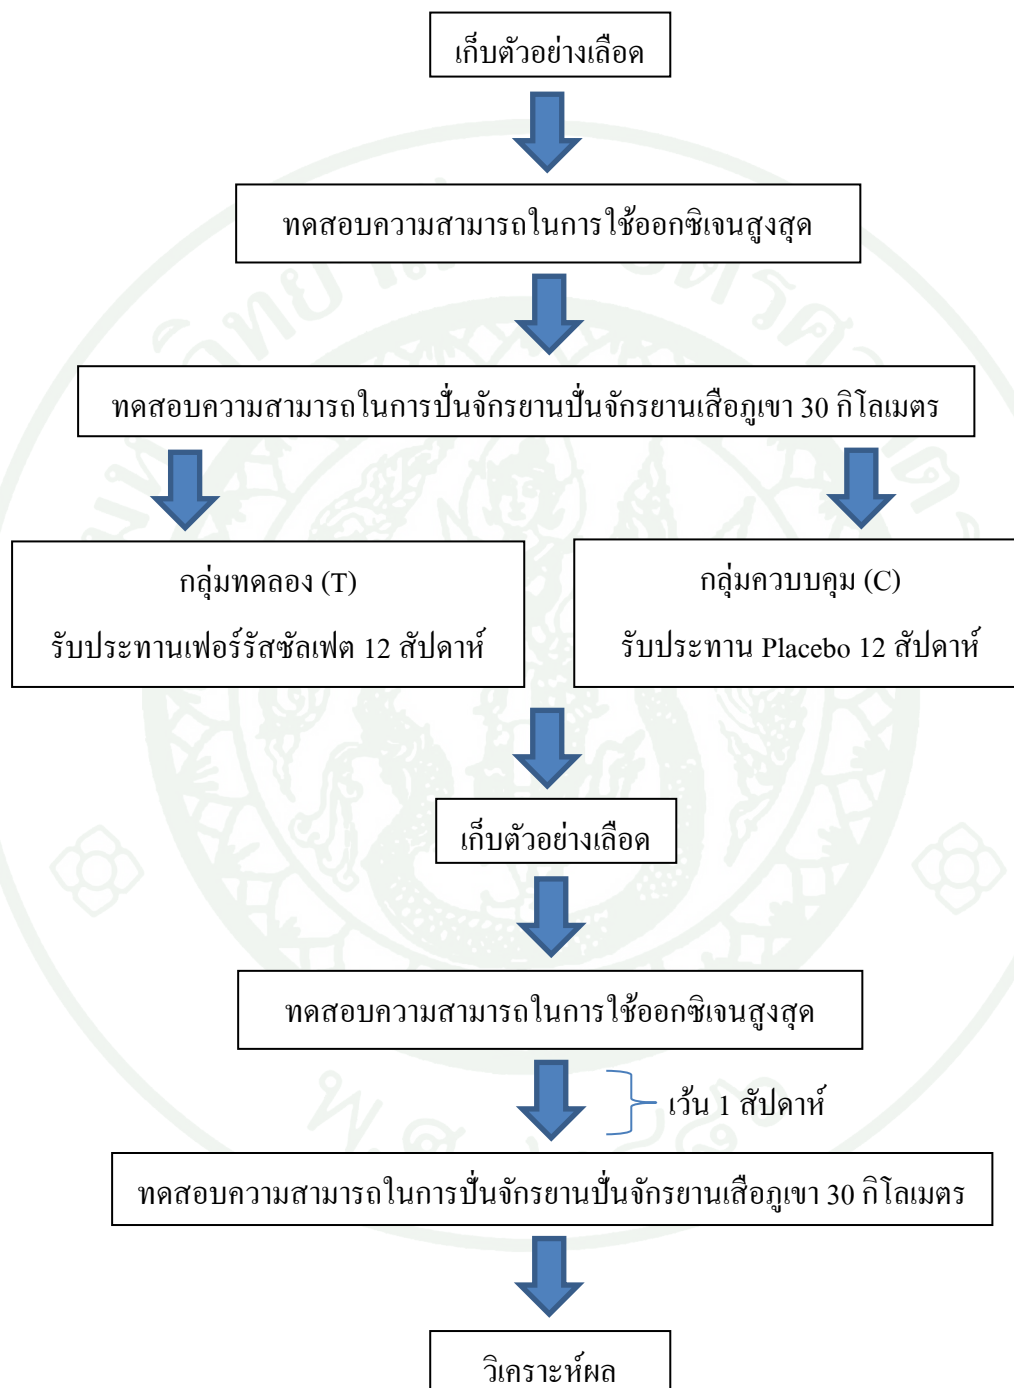 เก็บตัวอย่างเลือด
ทดสอบความสามารถในการใช้ออกซิเจนสูงสุด
ทดสอบความสามารถในการปั่นจักรยานปั่นจักรยานเสือภูเขา 30 กิโลเมตร
กลุ่มทดลอง (T)
รับประทานเฟอร์รัสซัลเฟต 12 สัปดาห์
กลุ่มควบบคุม (C)
รับประทาน Placebo 12 สัปดาห์
เก็บตัวอย่างเลือด
ทดสอบความสามารถในการใช้ออกซิเจนสูงสุด
เว้น 1 สัปดาห์
ทดสอบความสามารถในการปั่นจักรยานปั่นจักรยานเสือภูเขา 30 กิโลเมตร
วิเคราะห์ผล